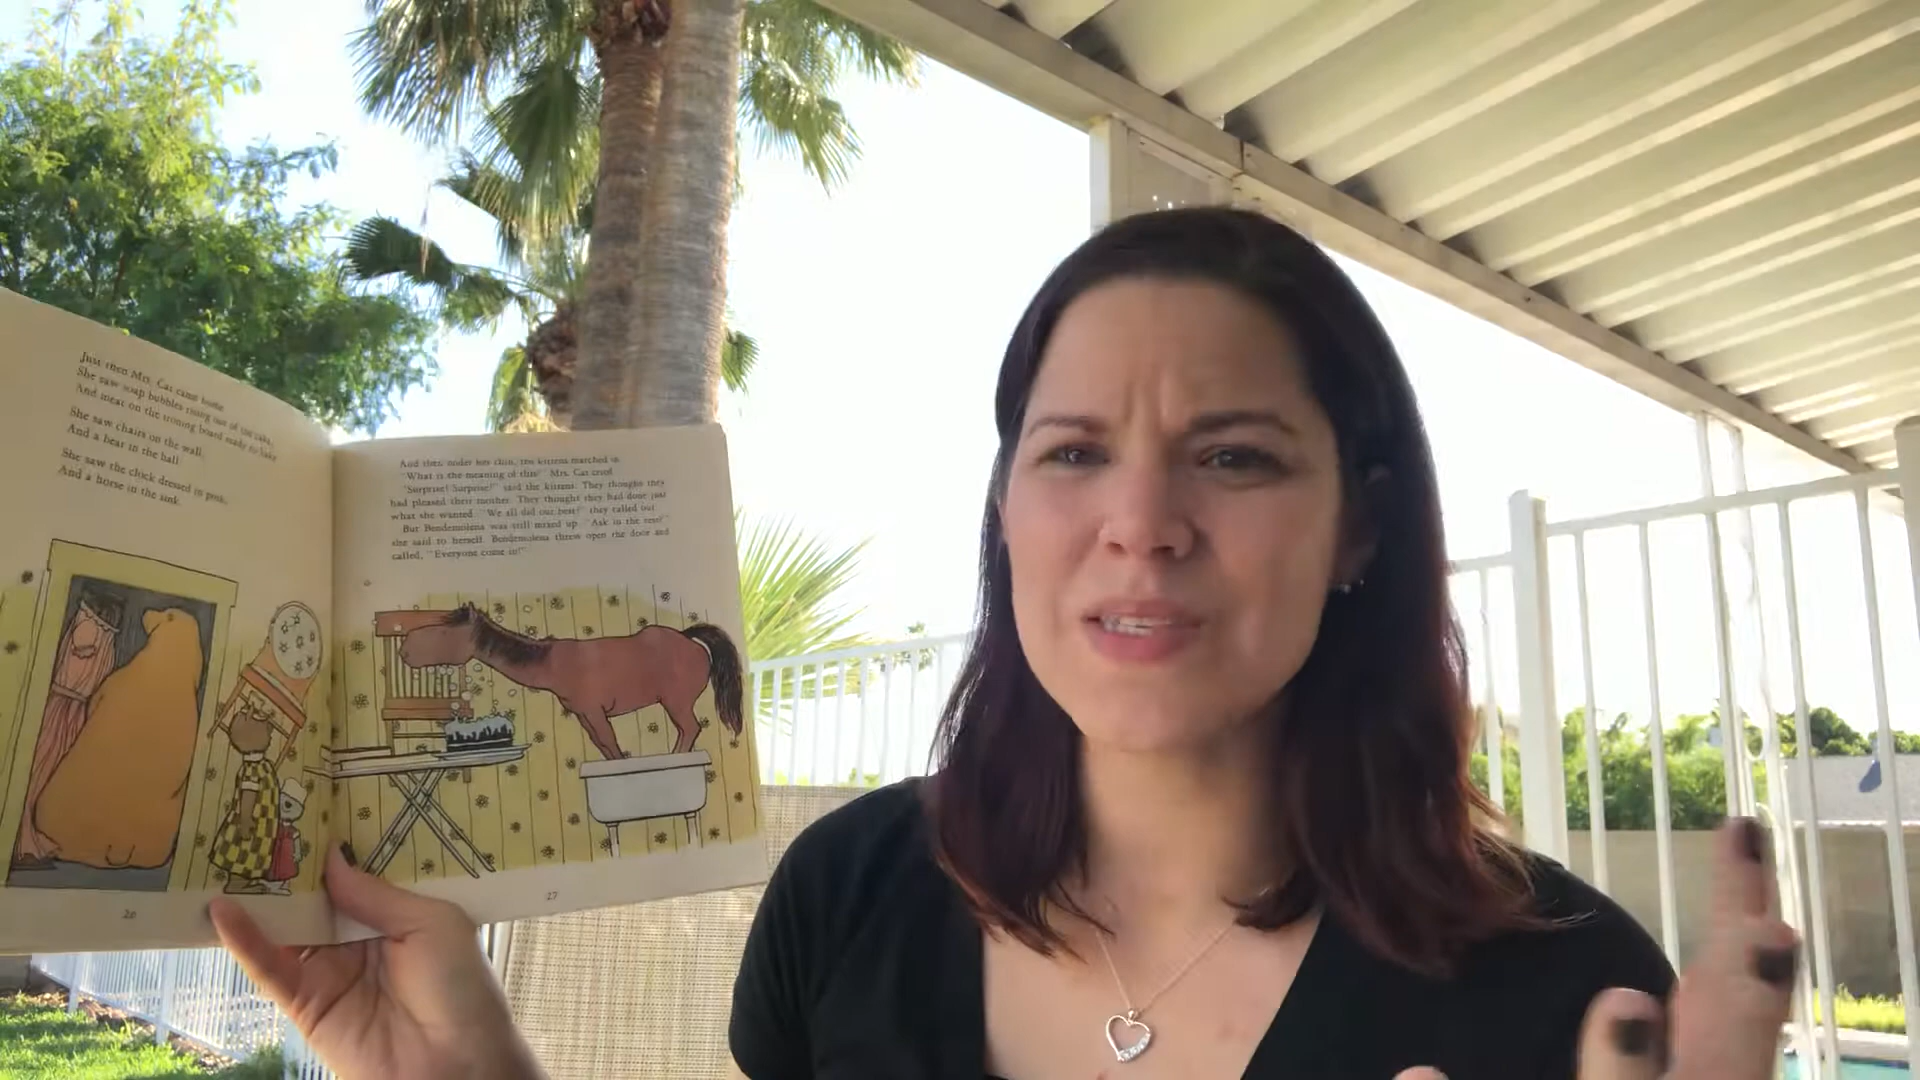 Just then Mrs. Cat came home.
She saw soap bubbles rising out of the cake,
And meat on the ironing board ready to bake
She saw chairs on the wall,
And a bear in the hall
She saw the chick dressed in pink,
And a horse in the sink.
26
And then, under her chin, ten kittens marched in.
"What is the meaning of this?" Mrs. Cat cried
"Surprise! Surprise!" said the kittens. They thought they
had pleased their mother. They thought they had done just
what she wanted. "We all did our best!" they called out.
But Bendemolena was still mixed up. "Ask in the rest?"
she said to herself. Bendemolena threw open the door and
called, "Everyone come in!"
27